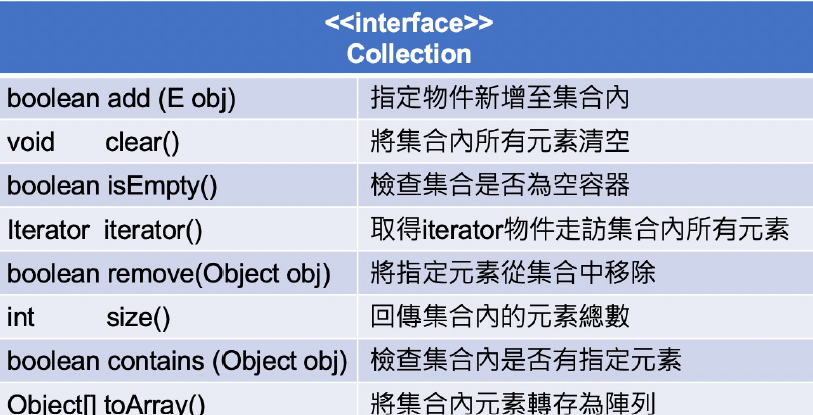 <<interface>>
Collection
boolean add (E obj) 指定物件新增至集合內
void clear() 將集合內所有元素清空
boolean isEmpty() 檢查集合是否為空容器
Iterator iterator() 取得iterator物件走訪集合內所有元素
boolean remove(Object obj) 將指定元素從集合中移除
int size() 回傳集合內的元素總數
boolean contains (Object obj) 檢查集合內是否有指定元素
Object[] toArray() 將集合內元素轉存為陣列